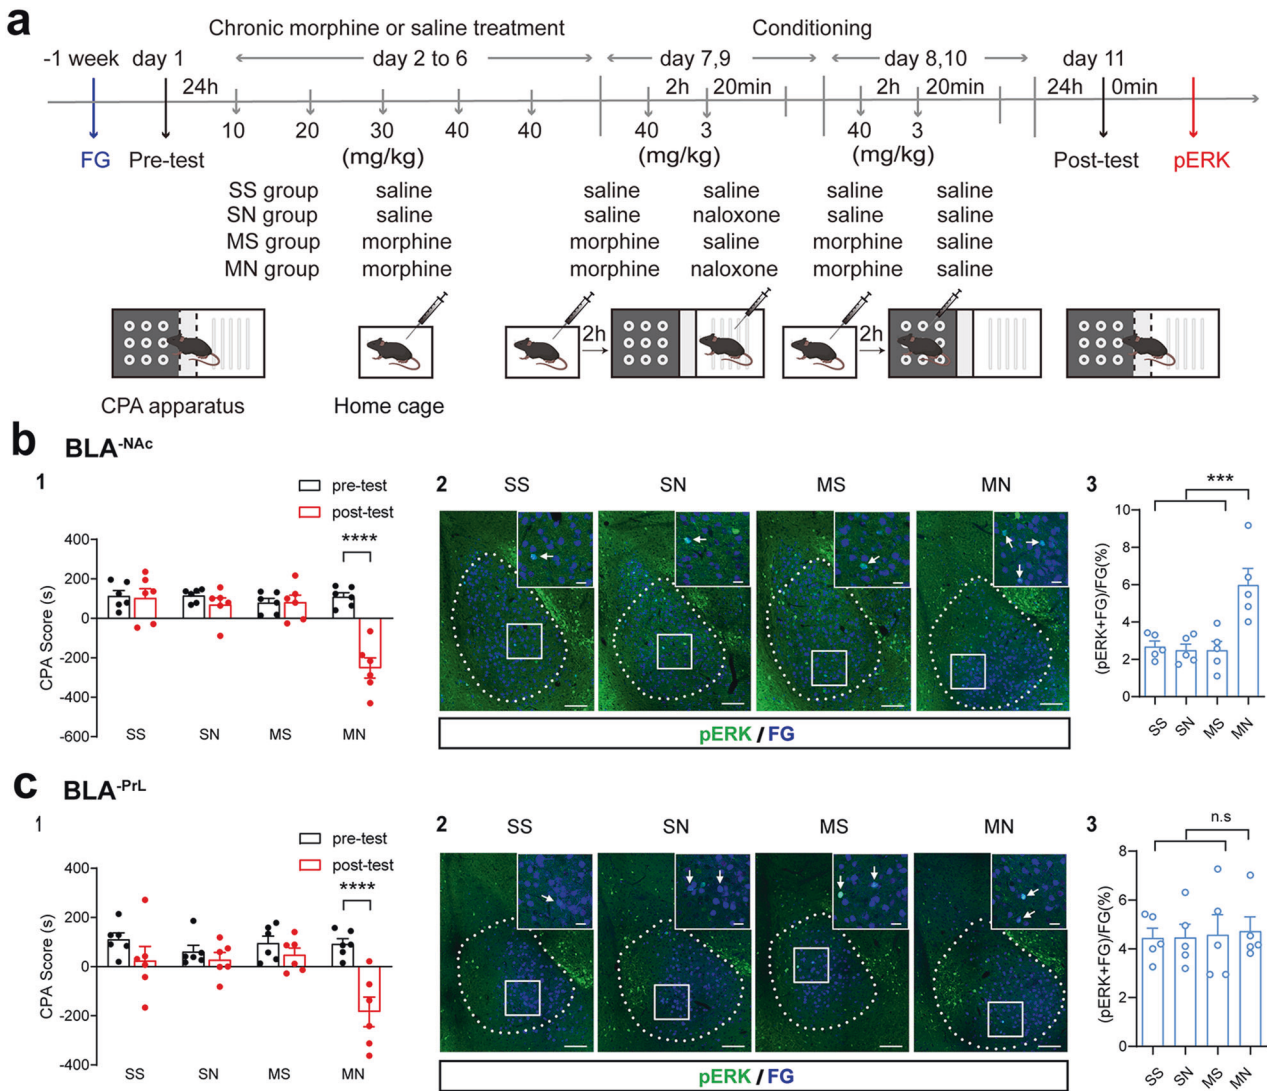 a
Chronic morphine or saline treatment Conditioning
-1 week day 1 day 2 to 6 day 7,9 day 8,10 day 11
24h 2h 20min 2h 20min 24h 0min
10 20 30 40 40 40 3 40 3
FG Pre-test (mg/kg) (mg/kg) (mg/kg) Post-test pERK
SS group saline saline saline saline saline
SN group saline saline naloxone saline saline
MS group morphine morphine saline morphine saline
MN group morphine morphine naloxone morphine saline
2h 2h
CPA apparatus Home cage
b BLA-NAc
1
pre-test
post-test
****
CPA Score (s)
400
200
0
-200
-400
-600
SS SN MS MN
2 SS SN MS MN
pERK / FG
3
***
(pERK+FG)/FG(%)
10
8
6
4
2
0
SS SN MS MN
c BLA-PrL
1
pre-test
post-test
****
CPA Score (s)
400
200
0
-200
-400
SS SN MS MN
2 SS SN MS MN
pERK / FG
3
n.s
(pERK+FG)/FG(%)
8
6
4
2
0
SS SN MS MN